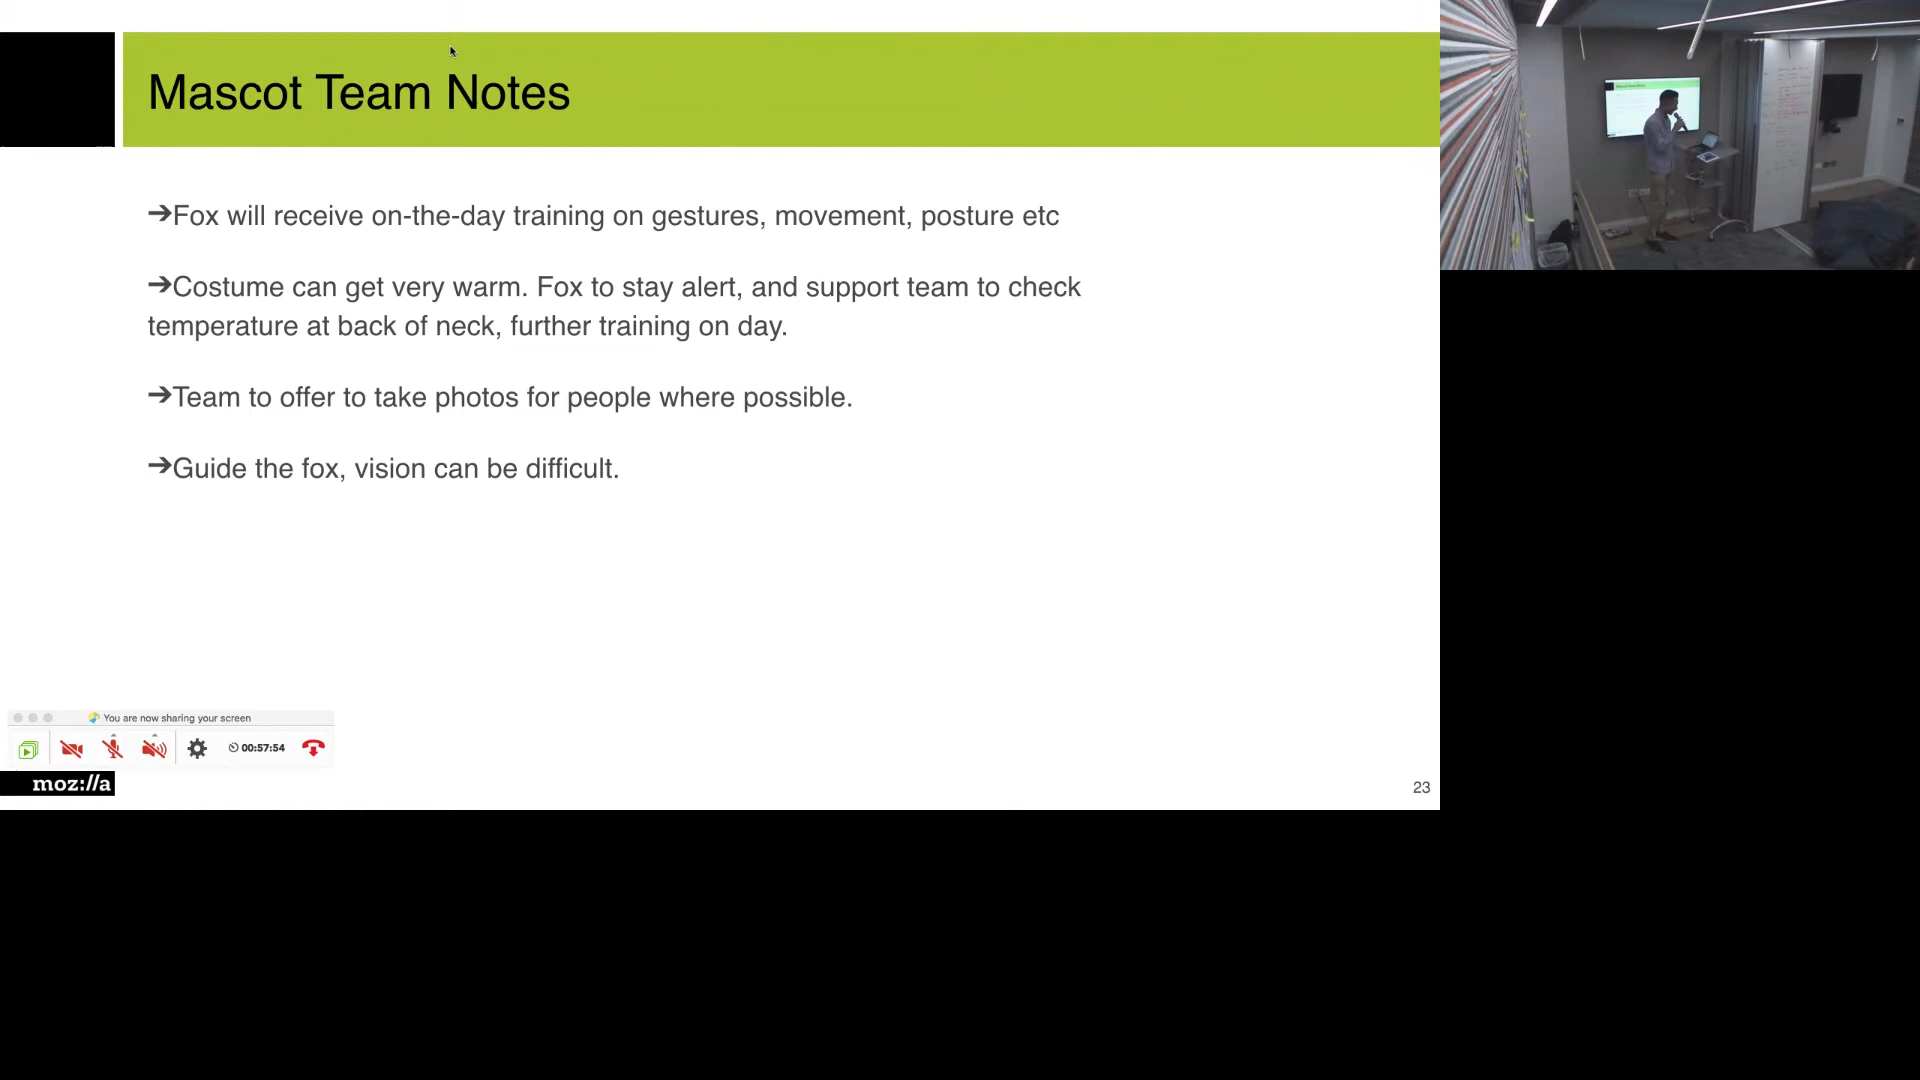 Mascot Team Notes
➔Fox will receive on-the-day training on gestures, movement, posture etc
➔Costume can get very warm. Fox to stay alert, and support team to check
temperature at back of neck, further training on day.
➔Team to offer to take photos for people where possible.
➔Guide the fox, vision can be difficult.
You are now sharing your screen
00:57:54
moz://a
23